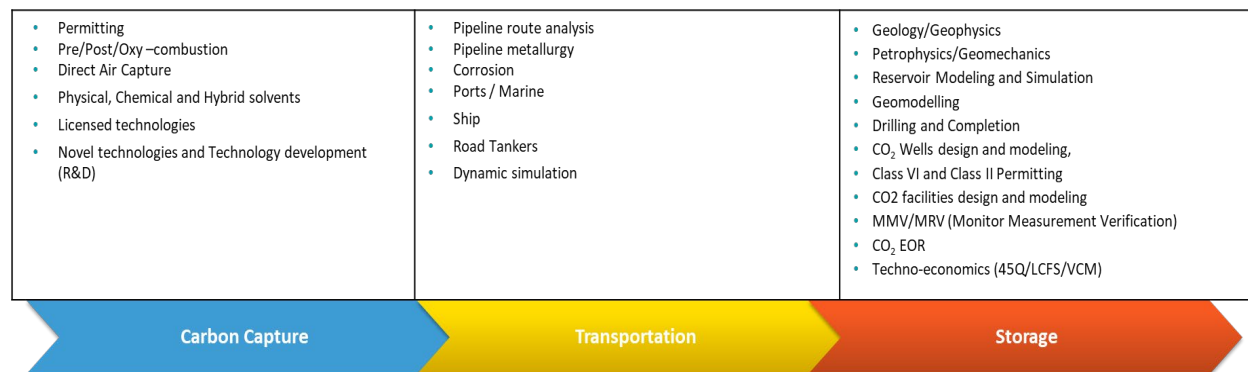 • Permitting
• Pre/Post/Oxy –combustion
• Direct Air Capture
• Physical, Chemical and Hybrid solvents
• Licensed technologies
• Novel technologies and Technology development
(R&D)
• Pipeline route analysis
• Pipeline metallurgy
• Corrosion
• Ports / Marine
• Ship
• Road Tankers
• Dynamic simulation
• Geology/Geophysics
• Petrophysics/Geomechanics
• Reservoir Modeling and Simulation
• Geomodelling
• Drilling and Completion
• CO₂ Wells design and modeling,
• Class VI and Class II Permitting
• CO2 facilities design and modeling
• MMV/MRV (Monitor Measurement Verification)
• CO₂ EOR
• Techno-economics (45Q/LCFS/VCM)
Carbon Capture
Transportation
Storage